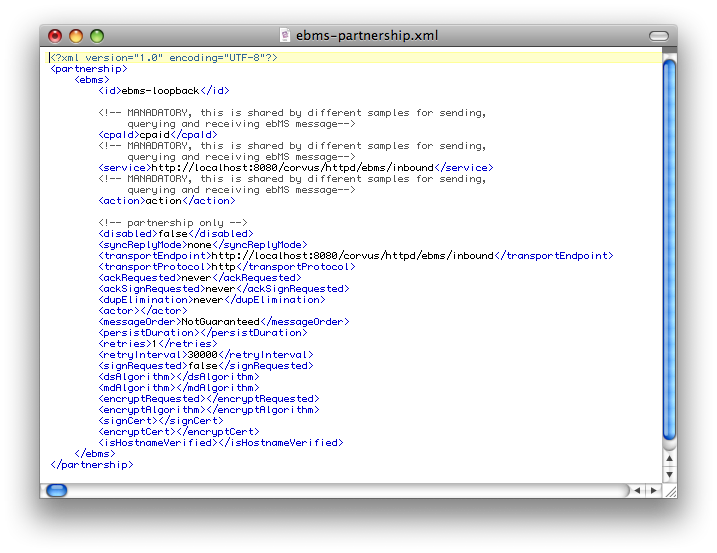 ebms-partnership.xml
<?xml version="1.0" encoding="UTF-8"?>
<partnership>
    <ebms>
        <id>ebms-loopback</id>

        <!-- MANADATORY, this is shared by different samples for sending,
             querying and receiving ebMS message-->
        <cpaId>cpaid</cpaId>
        <!-- MANADATORY, this is shared by different samples for sending,
             querying and receiving ebMS message-->
        <service>http://localhost:8080/corvus/httpd/ebms/inbound</service>
        <!-- MANADATORY, this is shared by different samples for sending,
             querying and receiving ebMS message-->
        <action>action</action>

        <!-- partnership only -->
        <disabled>false</disabled>
        <syncReplyMode>none</syncReplyMode>
        <transportEndpoint>http://localhost:8080/corvus/httpd/ebms/inbound</transportEndpoint>
        <transportProtocol>http</transportProtocol>
        <ackRequested>never</ackRequested>
        <ackSignRequested>never</ackSignRequested>
        <dupElimination>never</dupElimination>
        <actor></actor>
        <messageOrder>NotGuaranteed</messageOrder>
        <persistDuration></persistDuration>
        <retries>1</retries>
        <retryInterval>30000</retryInterval>
        <signRequested>false</signRequested>
        <dsAlgorithm></dsAlgorithm>
        <mdAlgorithm></mdAlgorithm>
        <encryptRequested></encryptRequested>
        <encryptAlgorithm></encryptAlgorithm>
        <signCert></signCert>
        <encryptCert></encryptCert>
        <isHostnameVerified></isHostnameVerified>
    </ebms>
</partnership>